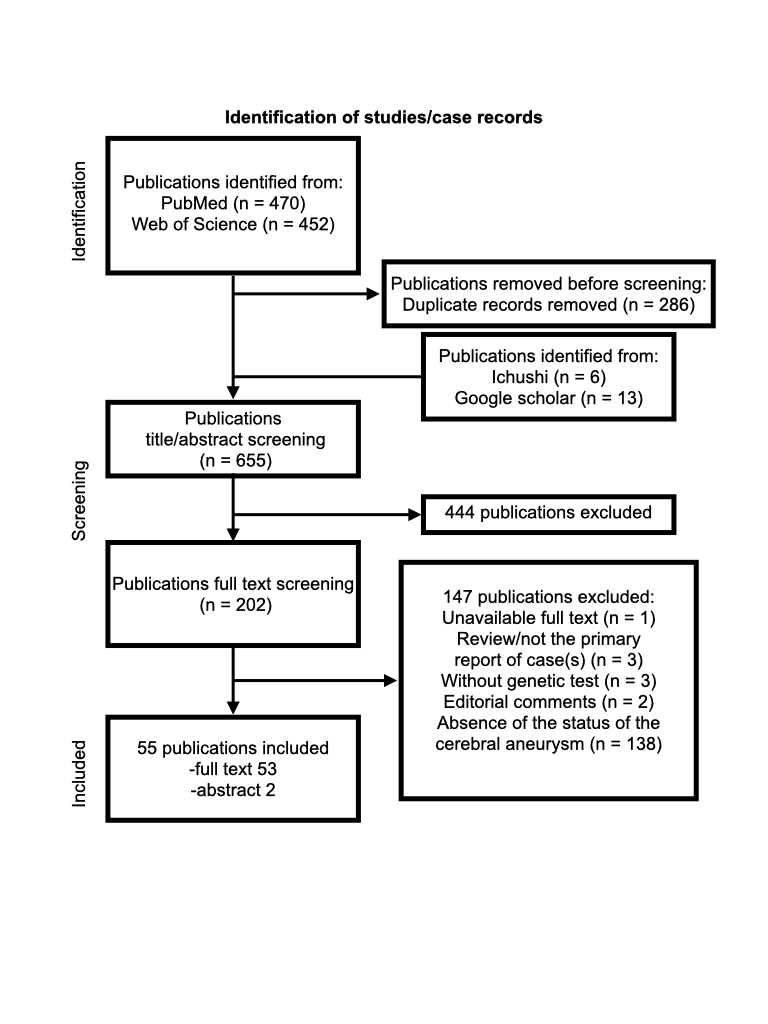 Identification of studies/case records
Identification
Publications identified from:
PubMed (n = 470)
Web of Science (n = 452)
Publications removed before screening:
Duplicate records removed (n = 286)
Publications identified from:
Ichushi (n = 6)
Google scholar (n = 13)
Screening
Publications
title/abstract screening
(n = 655)
444 publications excluded
Publications full text screening
(n = 202)
147 publications excluded:
Unavailable full text (n = 1)
Review/not the primary
report of case(s) (n = 3)
Without genetic test (n = 3)
Editorial comments (n = 2)
Absence of the status of the
cerebral aneurysm (n = 138)
Included
55 publications included
-full text 53
-abstract 2